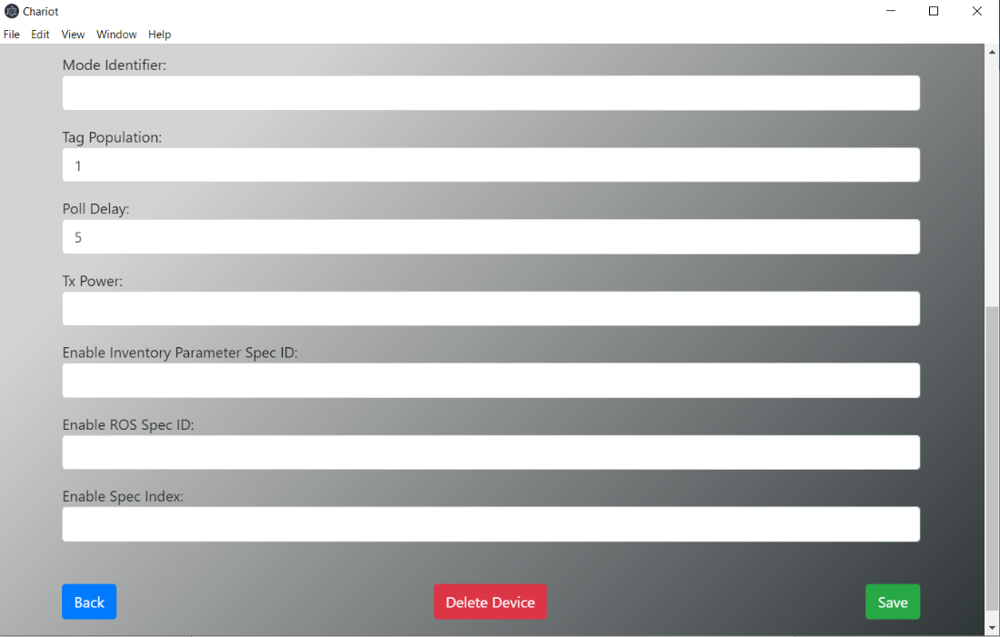 Chariot
File Edit View Window Help
Mode Identifier:
Tag Population:
1
Poll Delay:
5
Tx Power:
Enable Inventory Parameter Spec ID:
Enable ROS Spec ID:
Enable Spec Index:
Back Delete Device Save